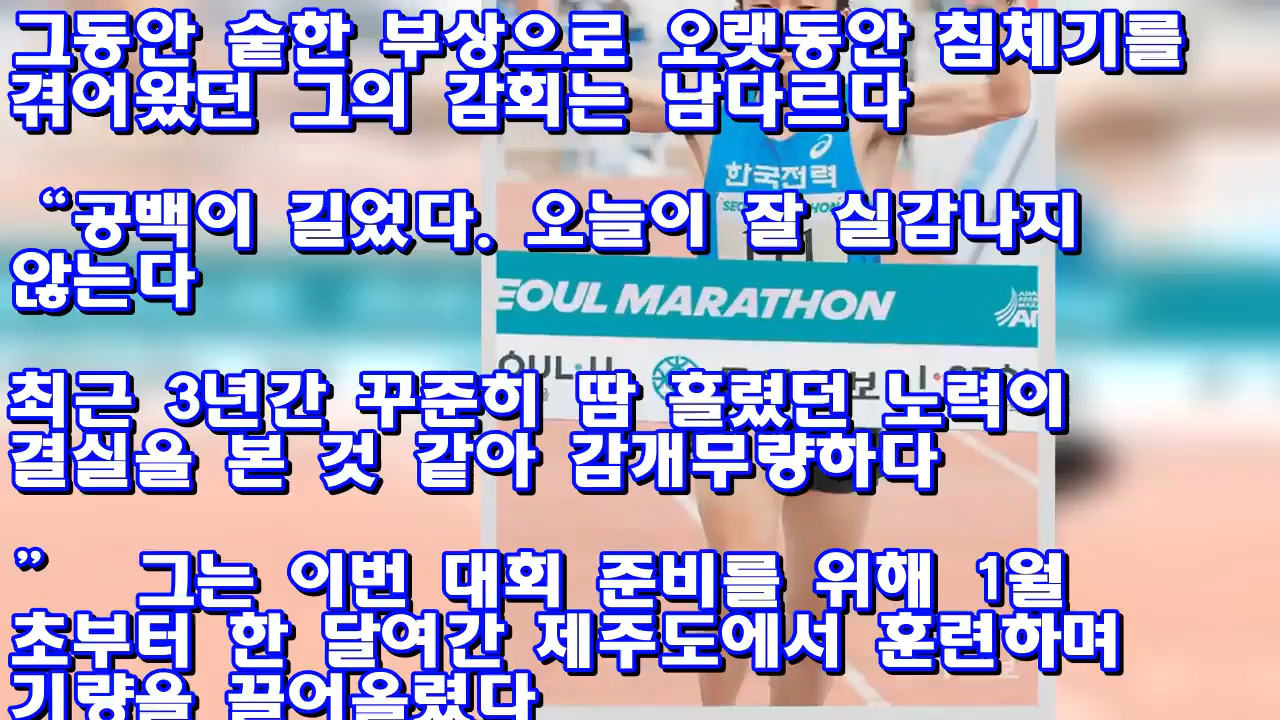 그동안 숱한 부상으로 오랫동안 침체기를
겪어왔던 그의 감회는 남다르다
한국전력
“공백이 길었다. 오늘이 잘 실감나지
않는다
EOUL MARATHON
최근 3년간 꾸준히 땀 흘렸던 노력이
결실을 본 것 같아 감개무량하다
” 그는 이번 대회 준비를 위해 1월
초부터 한 달여간 제주도에서 훈련하며
기량을 끌어올렸다